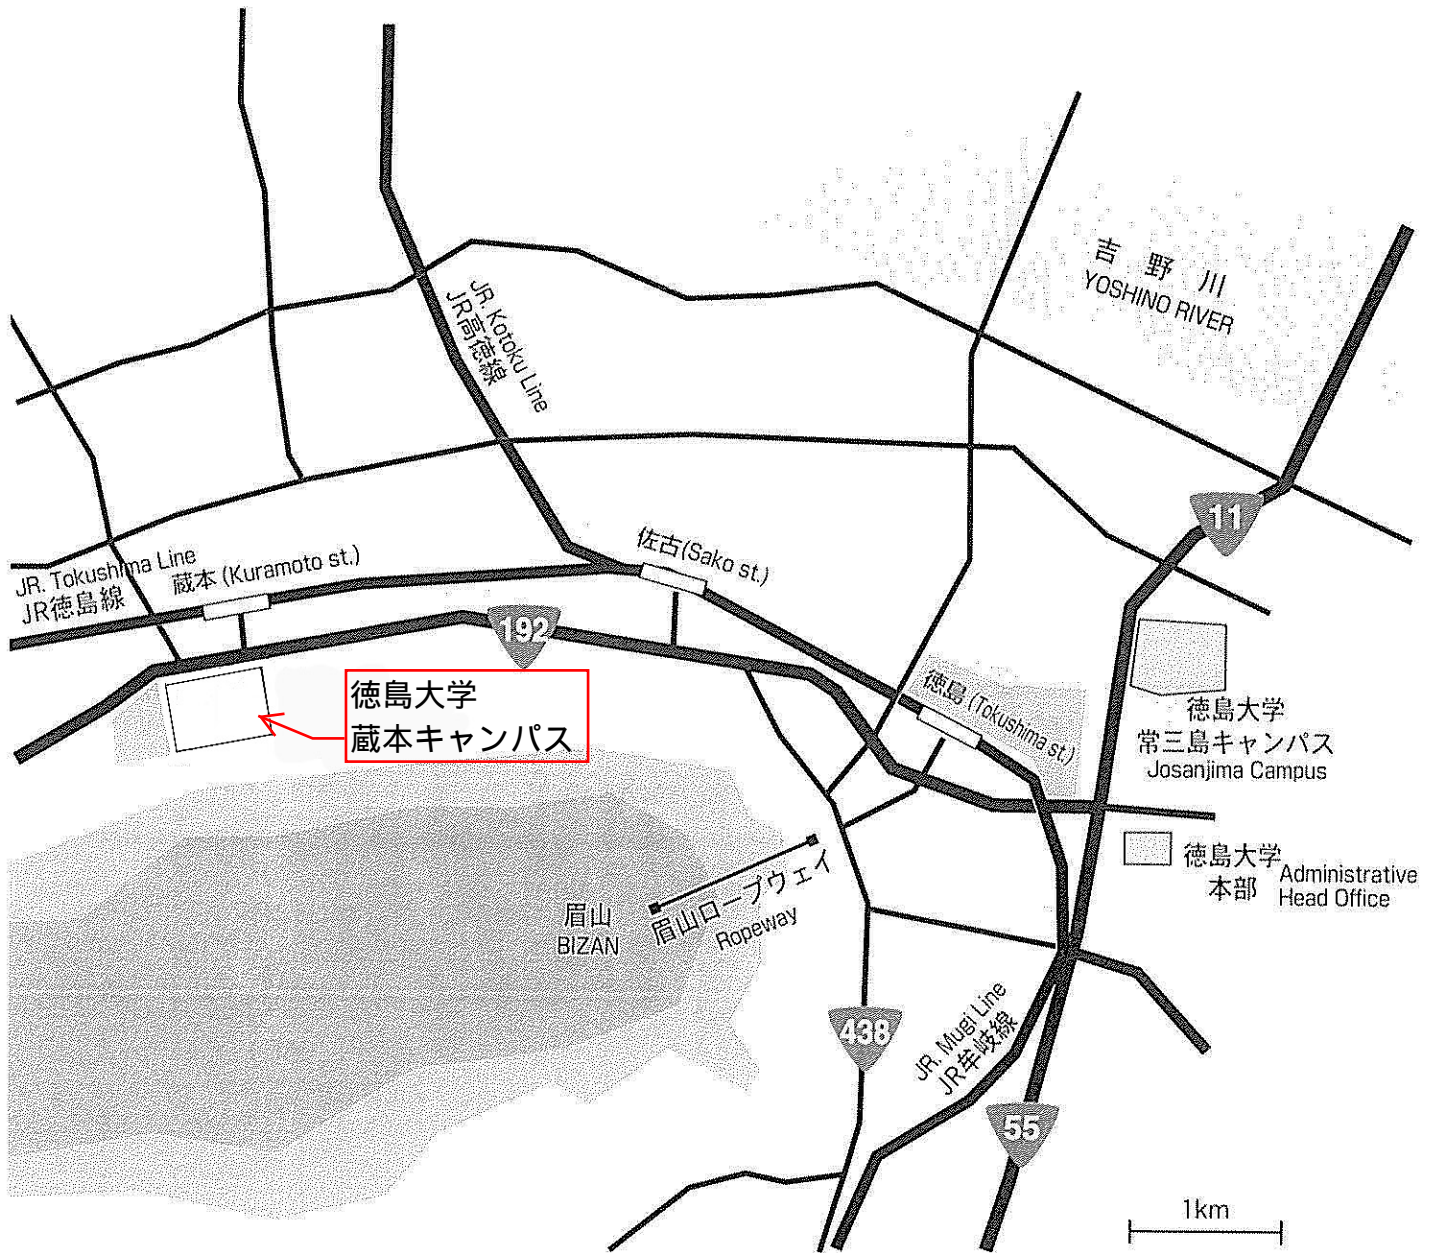 吉野川
YOSHINO RIVER
JR. Kotoku Line
JR高徳線
11
佐古(Sako st.)
JR. Tokushima Line
JR徳島線
蔵本 (Kuramoto st.)
192
徳島大学
蔵本キャンパス
徳島 (Tokushima st.)
徳島大学
常三島キャンパス
Josanjima Campus
徳島大学
本部
Administrative
Head Office
眉山ロープウェイ
Ropeway
眉山
BIZAN
438
JR. Mugi Line
JR牟岐線
55
1km